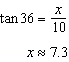 tan 36 = x/10
x ≈ 7.3